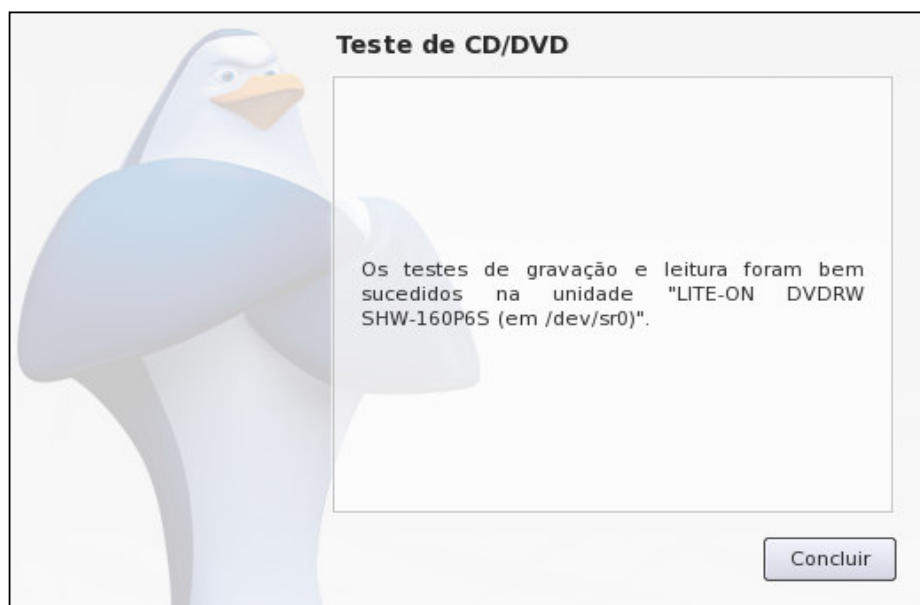 Teste de CD/DVD
Os testes de gravação e leitura foram bem
sucedidos na unidade "LITE-ON DVDRW
SHW-160P6S (em /dev/sr0)".
Concluir